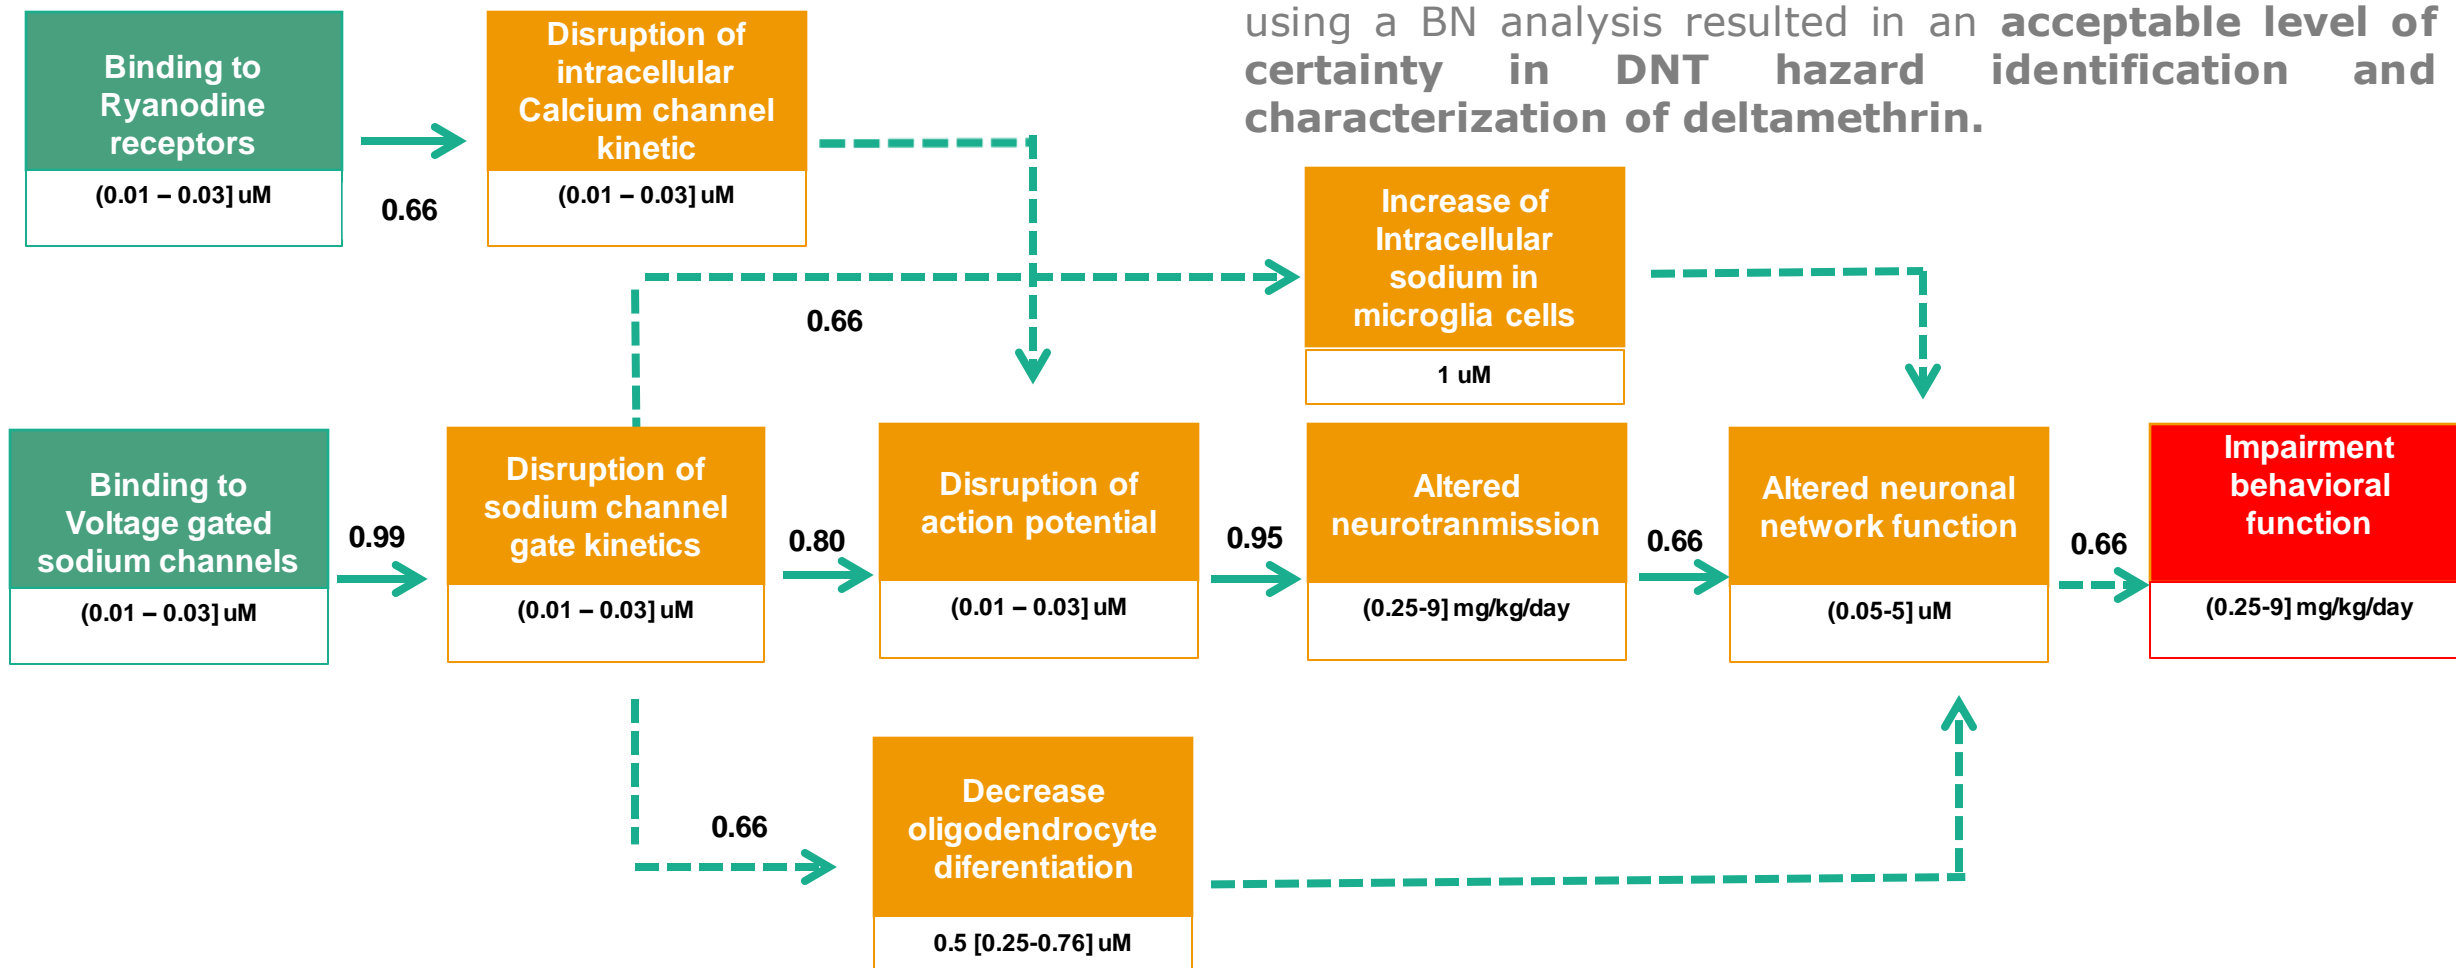 using a BN analysis resulted in an acceptable level of
certainty in DNT hazard identification and
characterization of deltamethrin.
Binding to
Ryanodine
receptors
(0.01 – 0.03] uM
0.66
Disruption of
intracellular
Calcium channel
kinetic
(0.01 – 0.03] uM
Increase of
Intracellular
sodium in
microglia cells
1 uM
0.66
Binding to
Voltage gated
sodium channels
(0.01 – 0.03] uM
0.99
Disruption of
sodium channel
gate kinetics
(0.01 – 0.03] uM
0.80
Disruption of
action potential
(0.01 – 0.03] uM
0.95
Altered
neurotranmission
(0.25-9] mg/kg/day
0.66
Altered neuronal
network function
(0.05-5] uM
0.66
Impairment
behavioral
function
(0.25-9] mg/kg/day
0.66
Decrease
oligodendrocyte
diferentiation
0.5 [0.25-0.76] uM